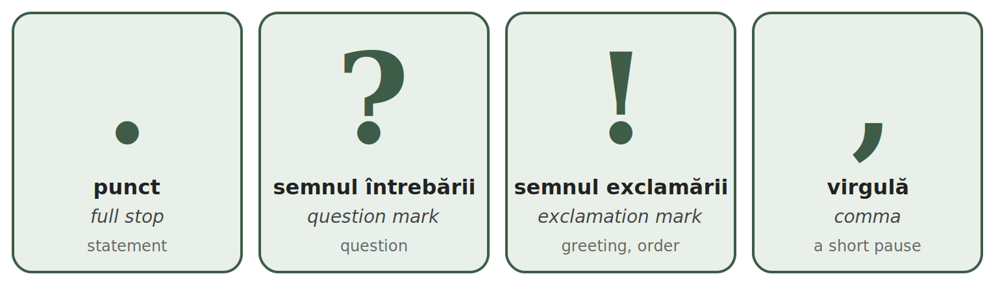 .
punct
full stop
statement
?
semnul întrebării
question mark
question
!
semnul exclamării
exclamation mark
greeting, order
,
virgulă
comma
a short pause